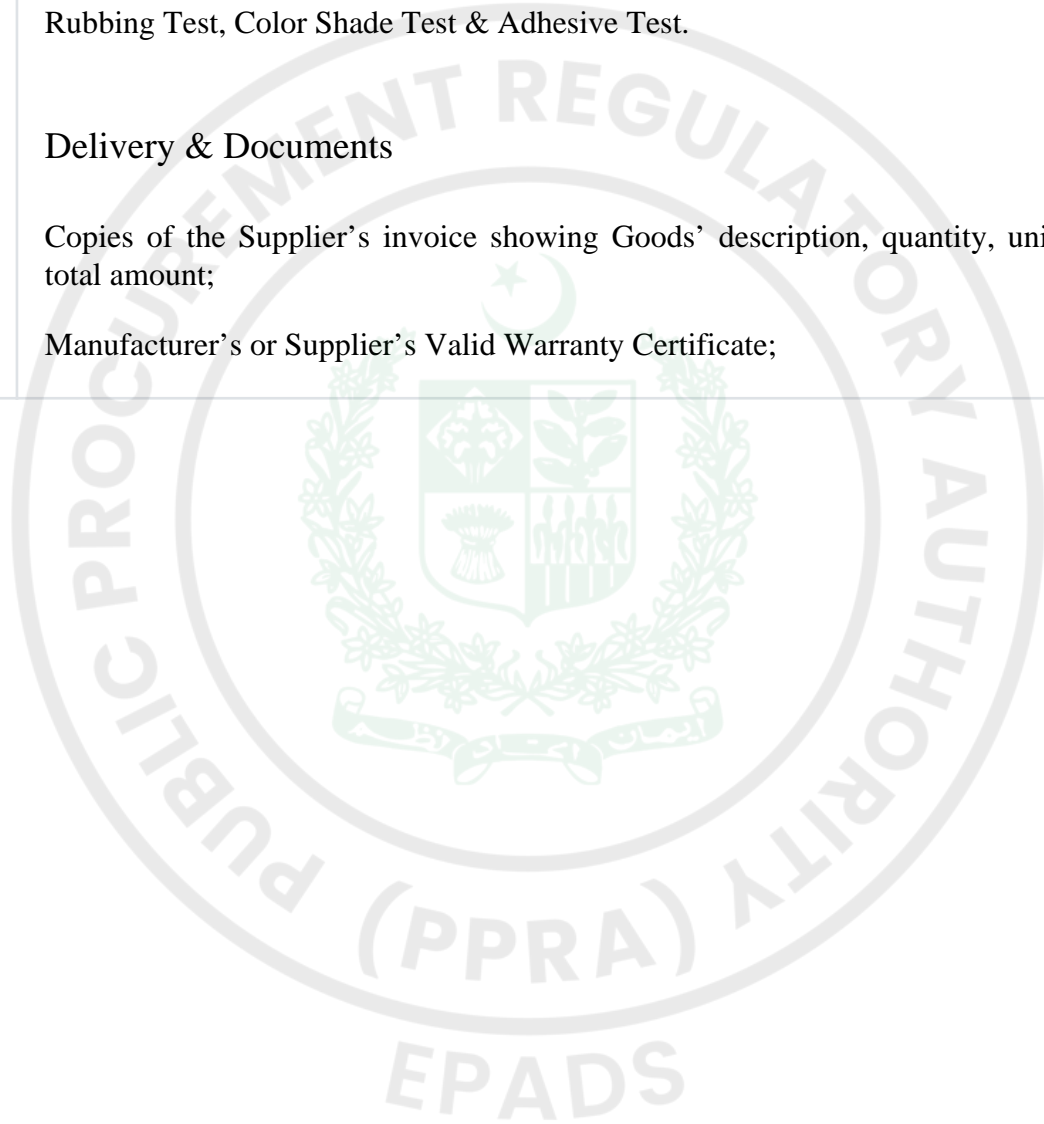 Rubbing Test, Color Shade Test & Adhesive Test.
Delivery & Documents
Copies of the Supplier’s invoice showing Goods’ description, quantity,
total amount;
Manufacturer’s or Supplier’s Valid Warranty Certificate;
PUBLIC PROCUREMENT REGULATORY AUTHORITY
(PPRA)
EPADS